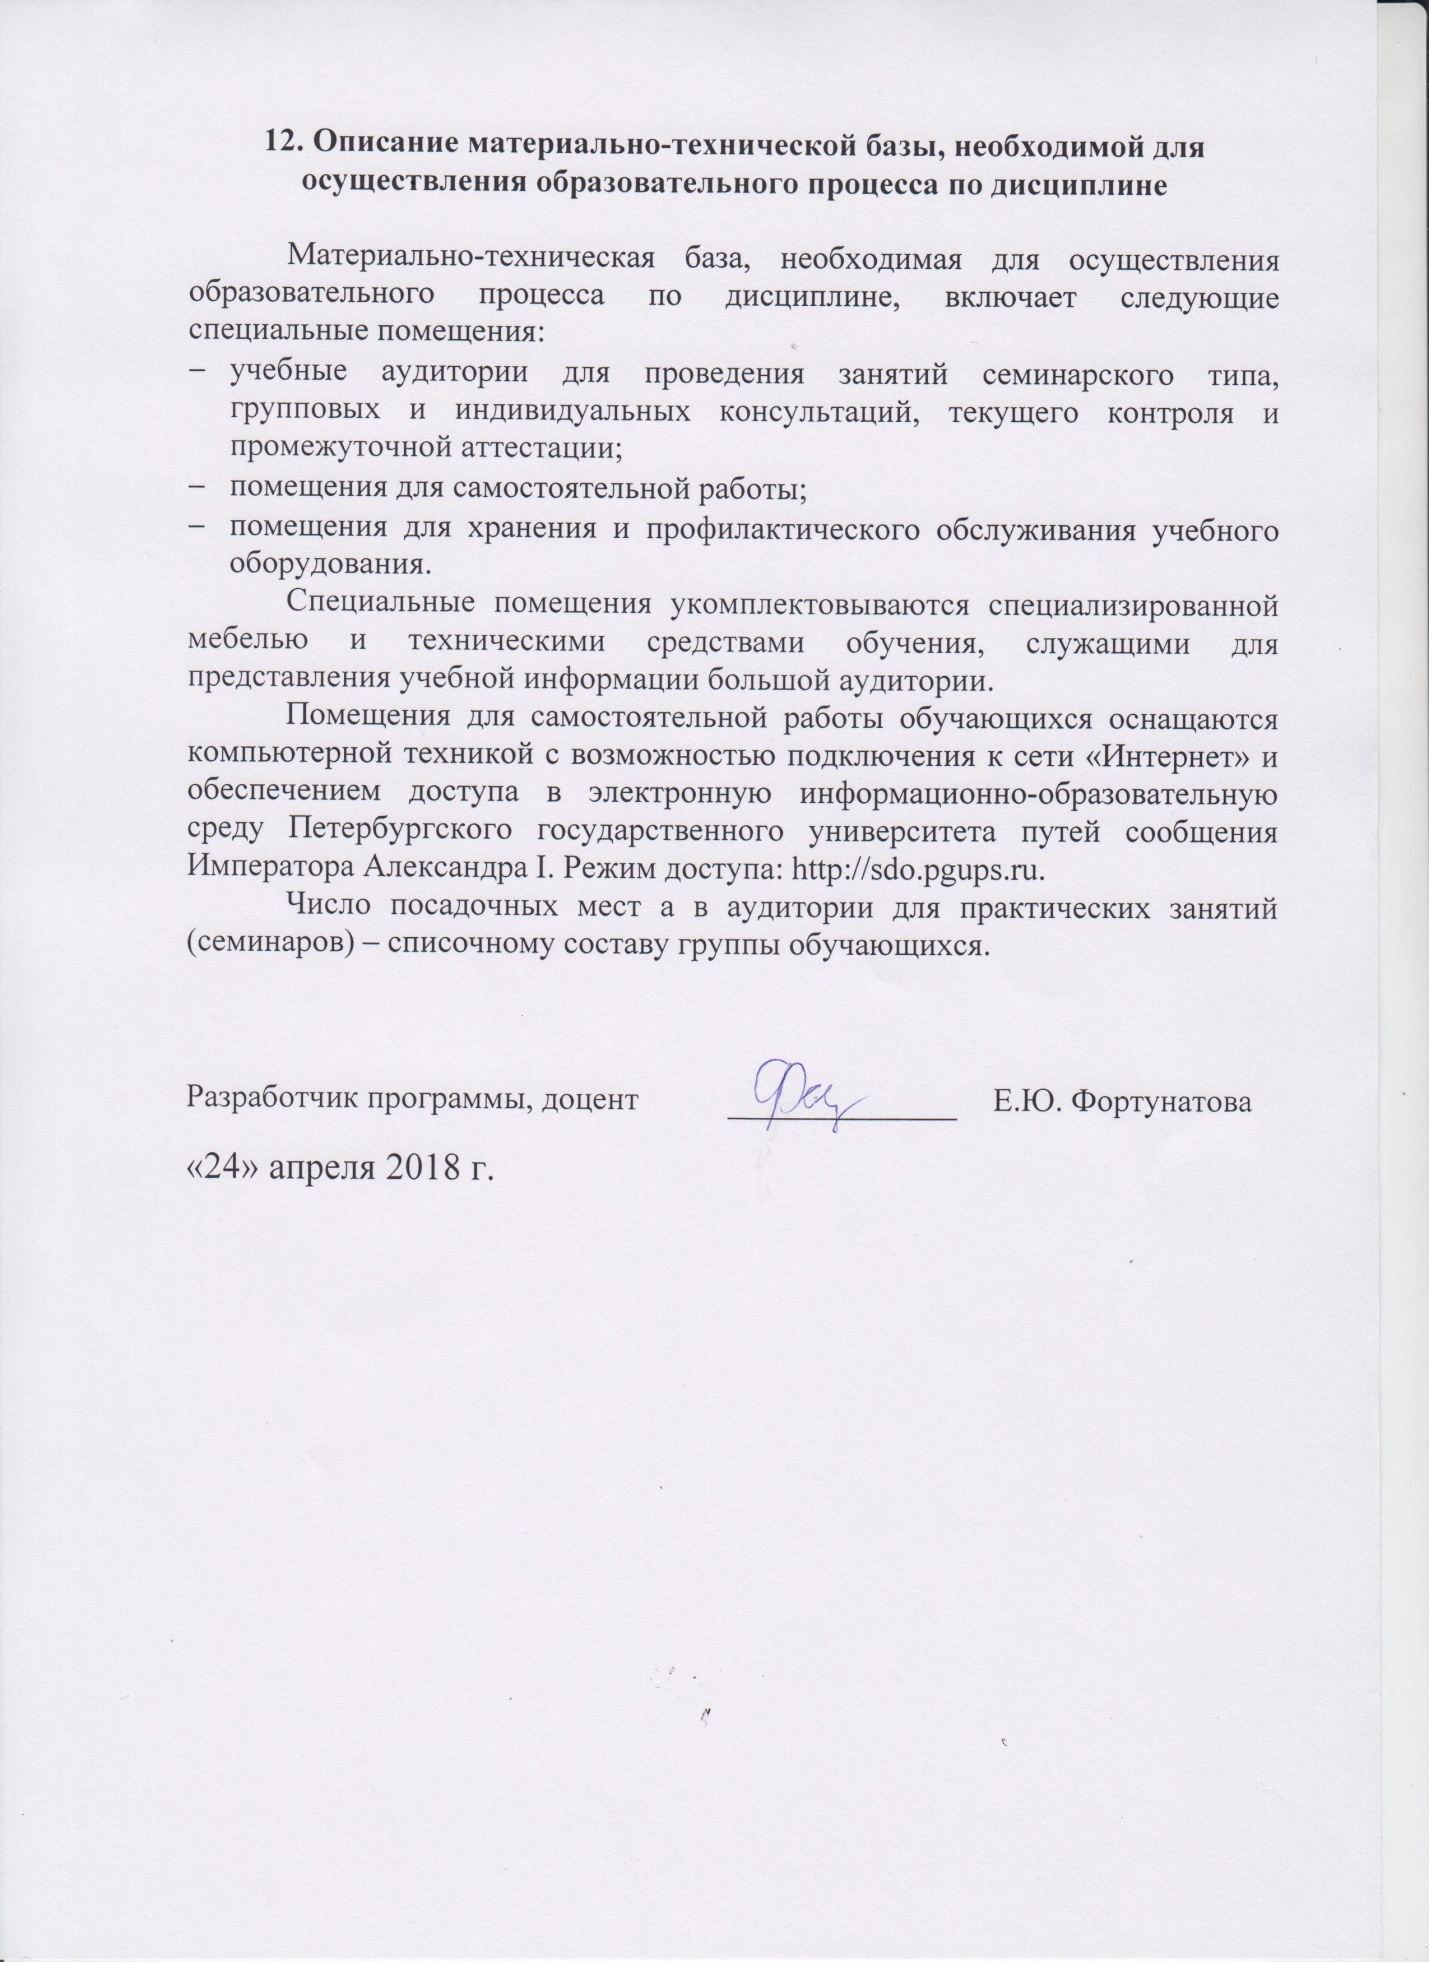 12. Описание материально-технической базы, необходимой для
осуществления образовательного процесса по дисциплине
Материально-техническая база, необходимая для осуществления
образовательного процесса по дисциплине, включает следующие
специальные помещения:
− учебные аудитории для проведения занятий семинарского типа,
групповых и индивидуальных консультаций, текущего контроля и
промежуточной аттестации;
− помещения для самостоятельной работы;
− помещения для хранения и профилактического обслуживания учебного
оборудования.
Специальные помещения укомплектовываются специализированной
мебелью и техническими средствами обучения, служащими для
представления учебной информации большой аудитории.
Помещения для самостоятельной работы обучающихся оснащаются
компьютерной техникой с возможностью подключения к сети «Интернет» и
обеспечением доступа в электронную информационно-образовательную
среду Петербургского государственного университета путей сообщения
Императора Александра I. Режим доступа: http://sdo.pgups.ru.
Число посадочных мест а в аудитории для практических занятий
(семинаров) – списочному составу группы обучающихся.
Разработчик программы, доцент Е.Ю. Фортунатова
«24» апреля 2018 г.